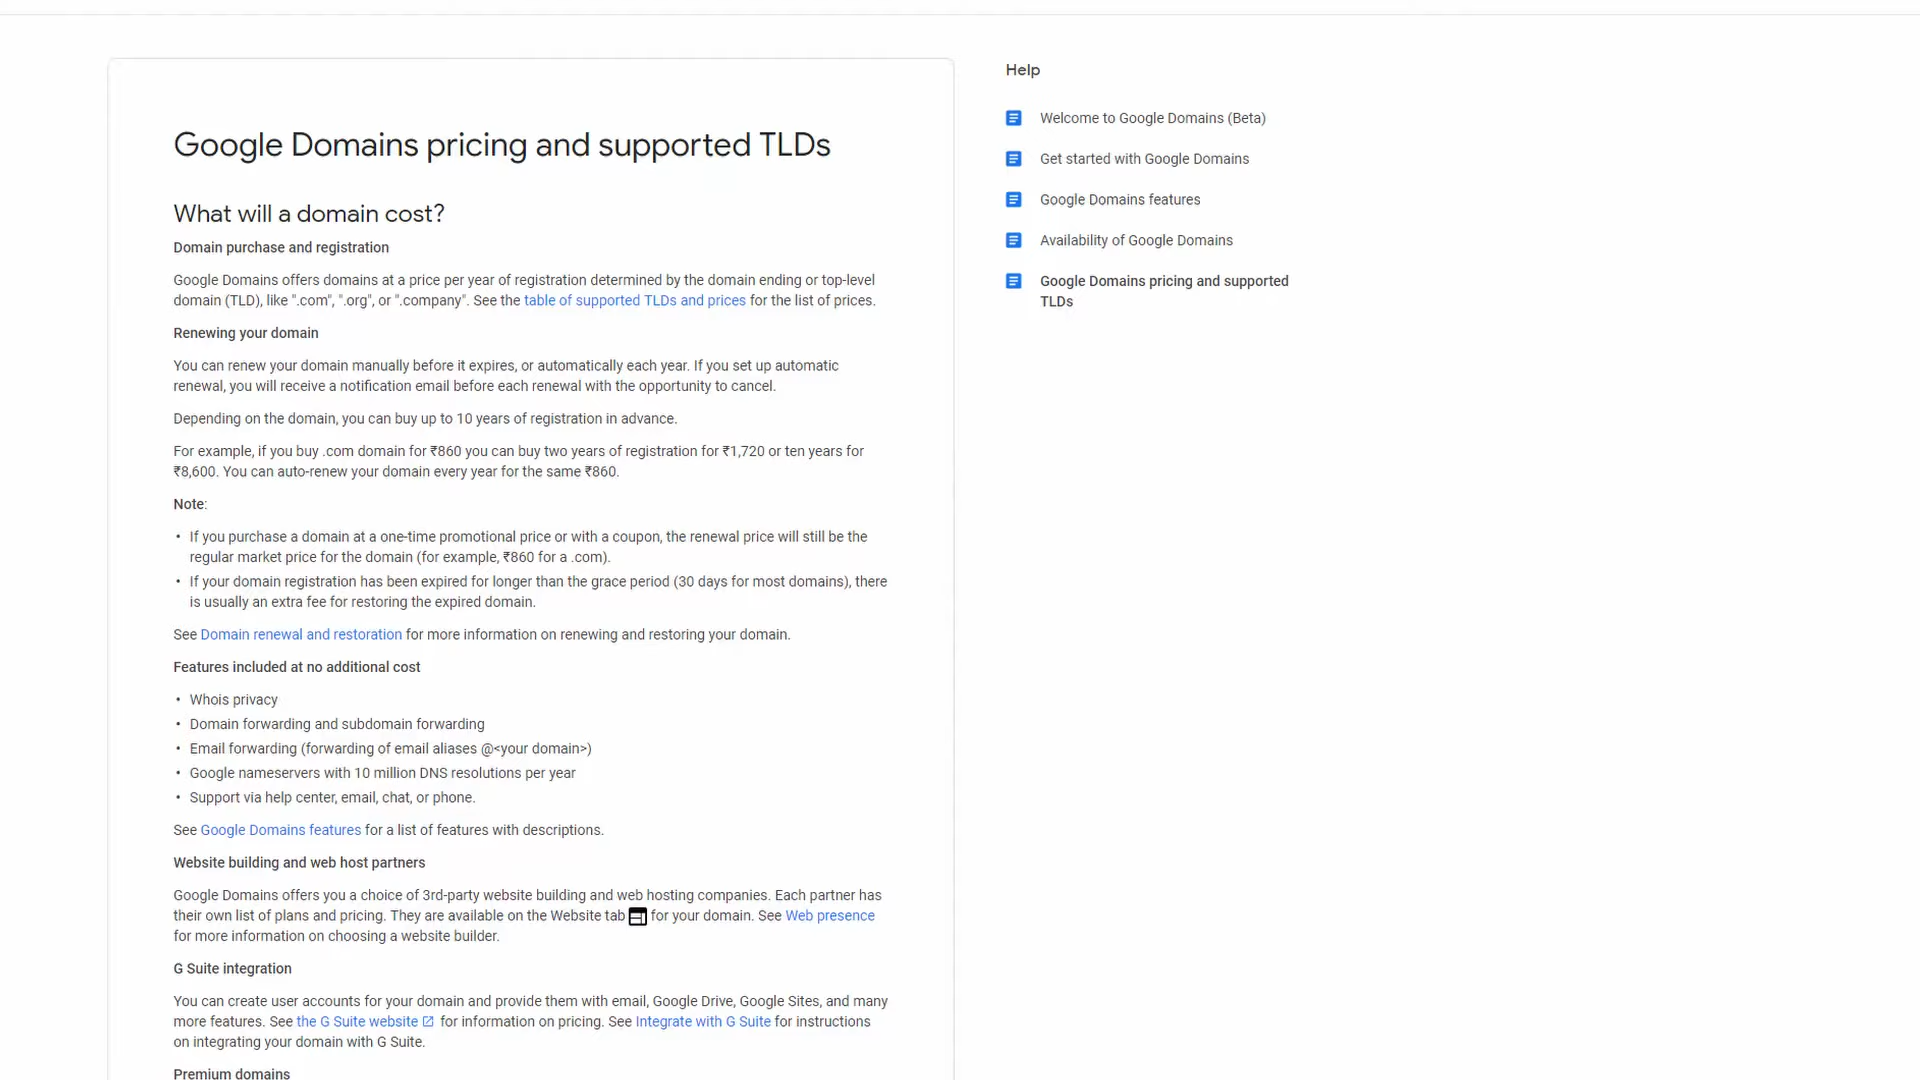 Google Domains pricing and supported TLDs
What will a domain cost?
Domain purchase and registration
Google Domains offers domains at a price per year of registration determined by the domain ending or top-level
domain (TLD), like ".com", ".org", or ".company". See the table of supported TLDs and prices for the list of prices.
Renewing your domain
You can renew your domain manually before it expires, or automatically each year. If you set up automatic
renewal, you will receive a notification email before each renewal with the opportunity to cancel.
Depending on the domain, you can buy up to 10 years of registration in advance.
For example, if you buy .com domain for ₹860 you can buy two years of registration for ₹1,720 or ten years for
₹8,600. You can auto-renew your domain every year for the same ₹860.
Note:
• If you purchase a domain at a one-time promotional price or with a coupon, the renewal price will still be the
regular market price for the domain (for example, ₹860 for a .com).
• If your domain registration has been expired for longer than the grace period (30 days for most domains), there
is usually an extra fee for restoring the expired domain.
See Domain renewal and restoration for more information on renewing and restoring your domain.
Features included at no additional cost
• Whois privacy
• Domain forwarding and subdomain forwarding
• Email forwarding (forwarding of email aliases @<your domain>)
• Google nameservers with 10 million DNS resolutions per year
• Support via help center, email, chat, or phone.
See Google Domains features for a list of features with descriptions.
Website building and web host partners
Google Domains offers you a choice of 3rd-party website building and web hosting companies. Each partner has
their own list of plans and pricing. They are available on the Website tab for your domain. See Web presence
for more information on choosing a website builder.
G Suite integration
You can create user accounts for your domain and provide them with email, Google Drive, Google Sites, and many
more features. See the G Suite website for information on pricing. See Integrate with G Suite for instructions
on integrating your domain with G Suite.
Premium domains
Help
Welcome to Google Domains (Beta)
Get started with Google Domains
Google Domains features
Availability of Google Domains
Google Domains pricing and supported
TLDs